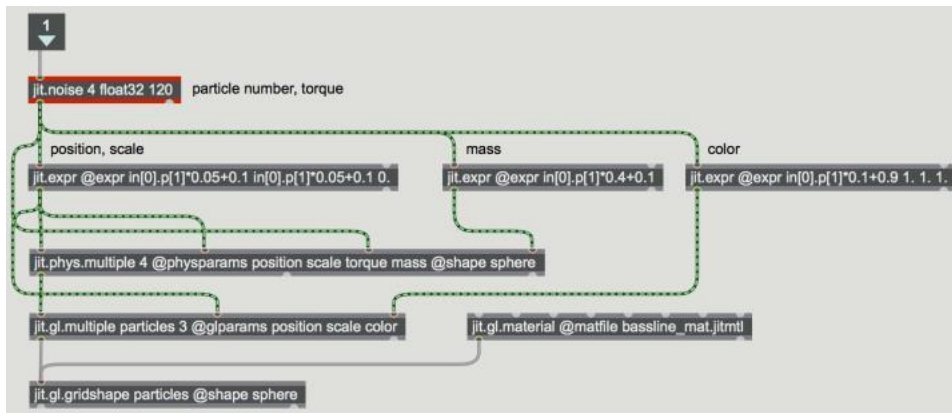 1
jit.noise 4 float32 120
particle number, torque
position, scale
mass
color
jit.expr @expr in[0].p[1]*0.05+0.1 in[0].p[1]*0.05+0.1 0.
jit.expr @expr in[0].p[1]*0.4+0.1
jit.expr @expr in[0].p[1]*0.1+0.9 1. 1. 1.
jit.phys.multiple 4 @physparams position scale torque mass @shape sphere
jit.gl.multiple particles 3 @glparams position scale color
jit.gl.material @matfile bassline_mat.jitmtl
jit.gl.gridshape particles @shape sphere